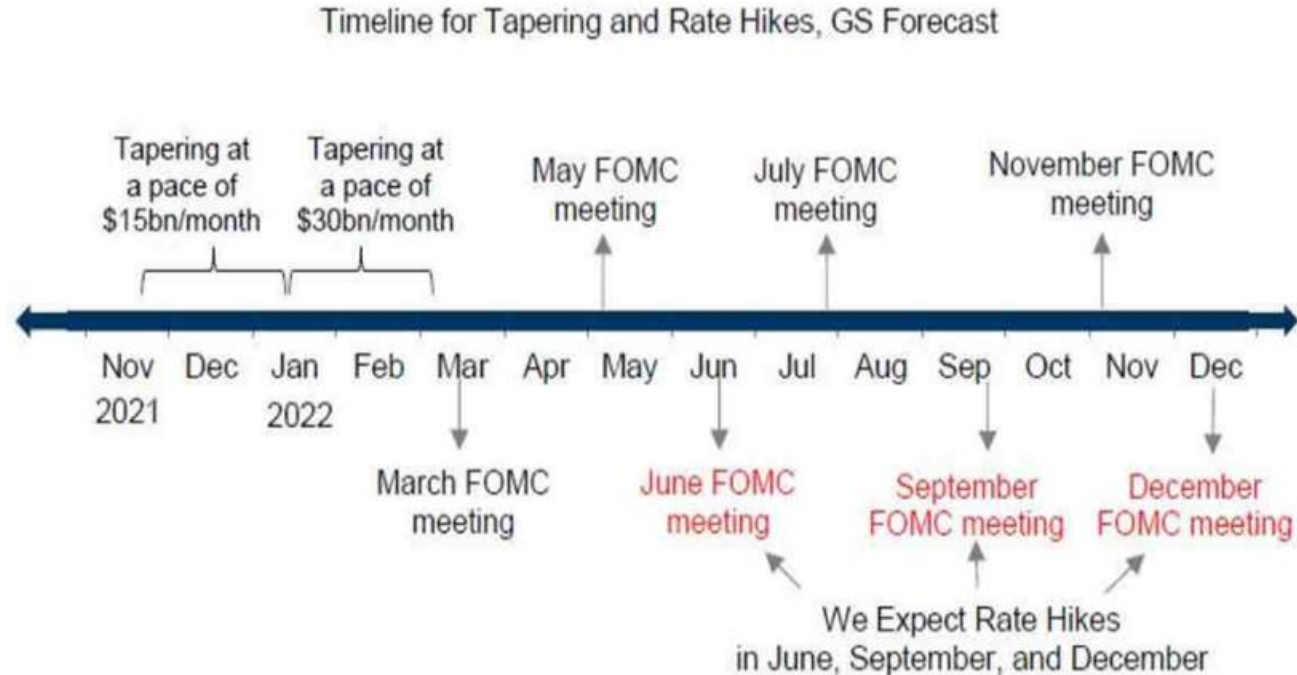 Timeline for Tapering and Rate Hikes, GS Forecast
Tapering at
a pace of
$15bn/month
Tapering at
a pace of
$30bn/month
May FOMC
meeting
July FOMC
meeting
November FOMC
meeting
Nov Dec Jan Feb Mar Apr May Jun Jul Aug Sep Oct Nov Dec
2021 2022
March FOMC
meeting
June FOMC
meeting
September
FOMC meeting
December
FOMC meeting
We Expect Rate Hikes
in June, September, and December